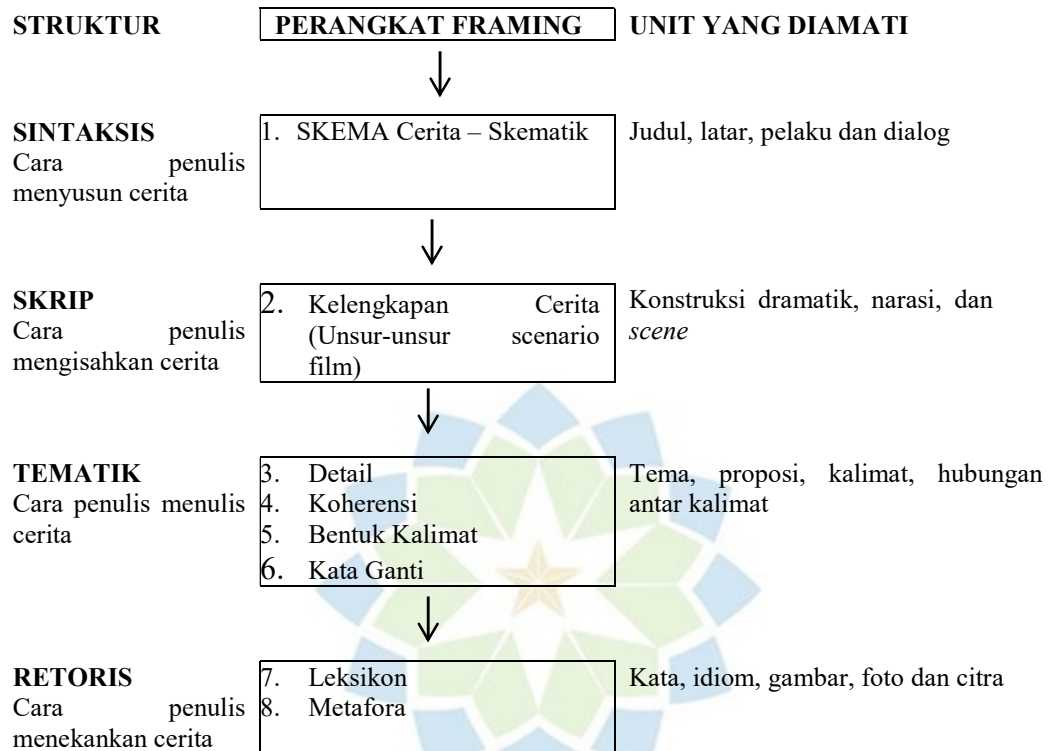 STRUKTUR PERANGKAT FRAMING UNIT YANG DIAMATI
SINTAKSIS
Cara penulis
menyusun cerita
1. SKEMA Cerita – Skematik
Judul, latar, pelaku dan dialog
SKRIP
Cara penulis
mengisahkan cerita
2. Kelengkapan Cerita
(Unsur-unsur scenario
film)
Konstruksi dramatik, narasi, dan
scene
TEMATIK
Cara penulis menulis
cerita
3. Detail
4. Koherensi
5. Bentuk Kalimat
6. Kata Ganti
Tema, proposi, kalimat, hubungan
antar kalimat
RETORIS
Cara penulis
menekankan cerita
7. Leksikon
8. Metafora
Kata, idiom, gambar, foto dan citra